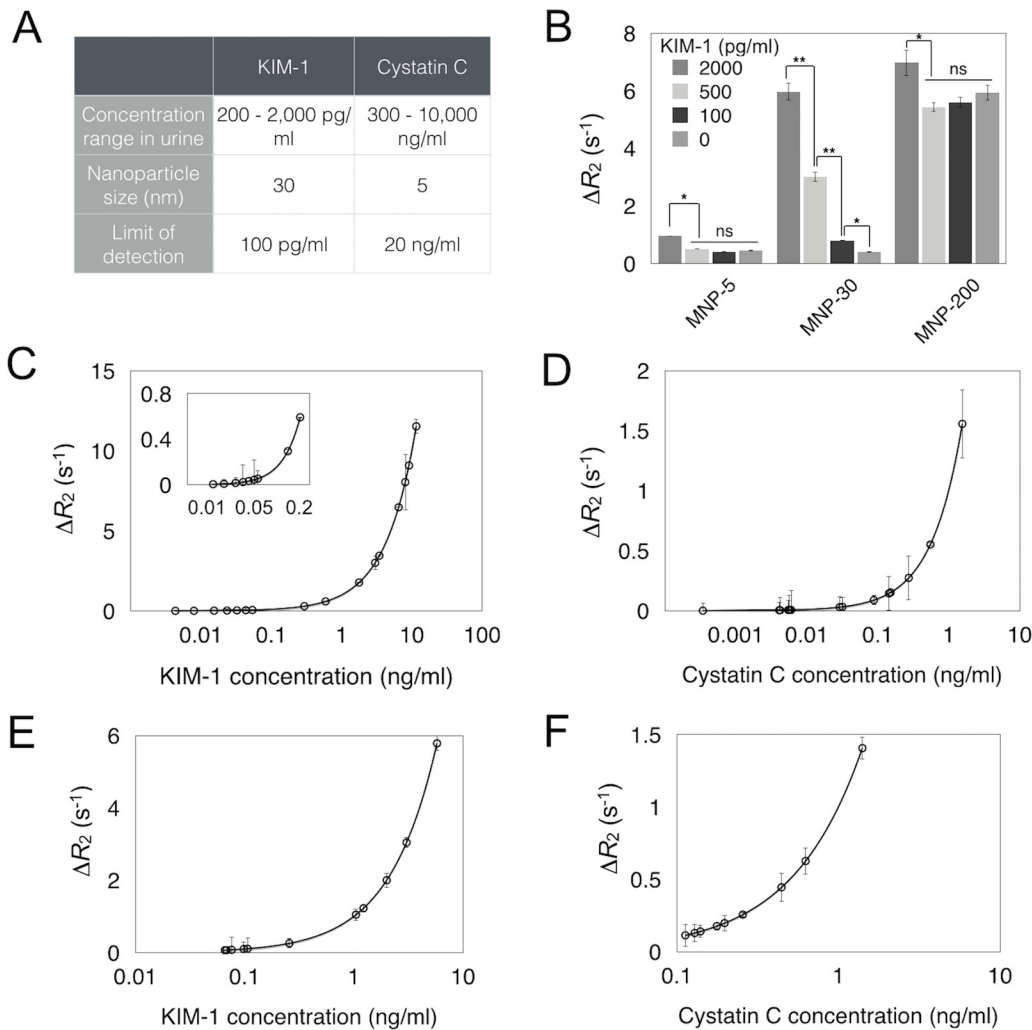 A
KIM-1 Cystatin C
Concentration range in urine 200 - 2,000 pg/ml 300 - 10,000 ng/ml
Nanoparticle size (nm) 30 5
Limit of detection 100 pg/ml 20 ng/ml
B
KIM-1 (pg/ml)
2000
500
100
0
8
6
4
2
0
ΔR2 (s-1)
* ns
** ** *
* ns
MNP-5 MNP-30 MNP-200
C
15
10
5
0
ΔR2 (s-1)
0.8
0.4
0
0.01 0.05 0.2
0.01 0.1 1 10 100
KIM-1 concentration (ng/ml)
D
2
1.5
1
0.5
0
ΔR2 (s-1)
0.001 0.01 0.1 1 10
Cystatin C concentration (ng/ml)
E
6
4
2
0
ΔR2 (s-1)
0.01 0.1 1 10
KIM-1 concentration (ng/ml)
F
1.5
1
0.5
0
ΔR2 (s-1)
0.1 1 10
Cystatin C concentration (ng/ml)